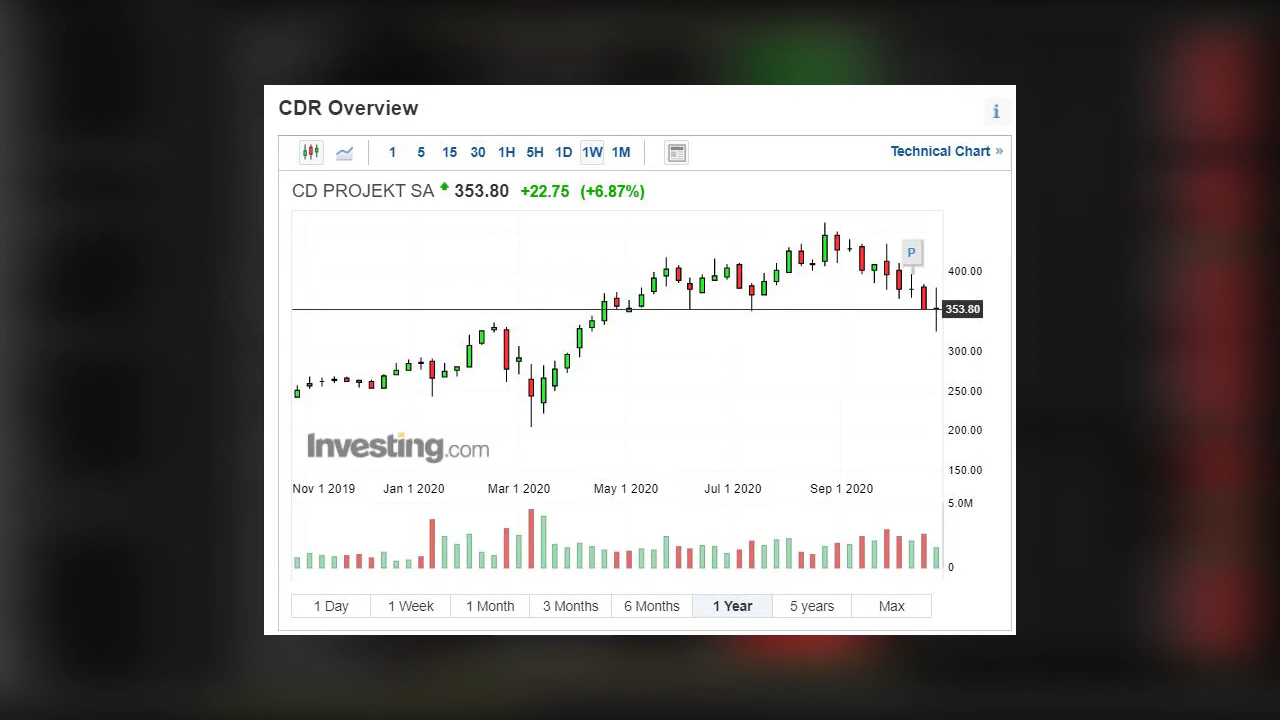 CDR Overview
i
1 5 15 30 1H 5H 1D 1W 1M
Technical Chart »
CD PROJEKT SA 353.80 +22.75 (+6.87%)
P
400.00
353.80
300.00
250.00
200.00
150.00
Investing.com
Nov 1 2019 Jan 1 2020 Mar 1 2020 May 1 2020 Jul 1 2020 Sep 1 2020
5.0M
0
1 Day 1 Week 1 Month 3 Months 6 Months 1 Year 5 years Max